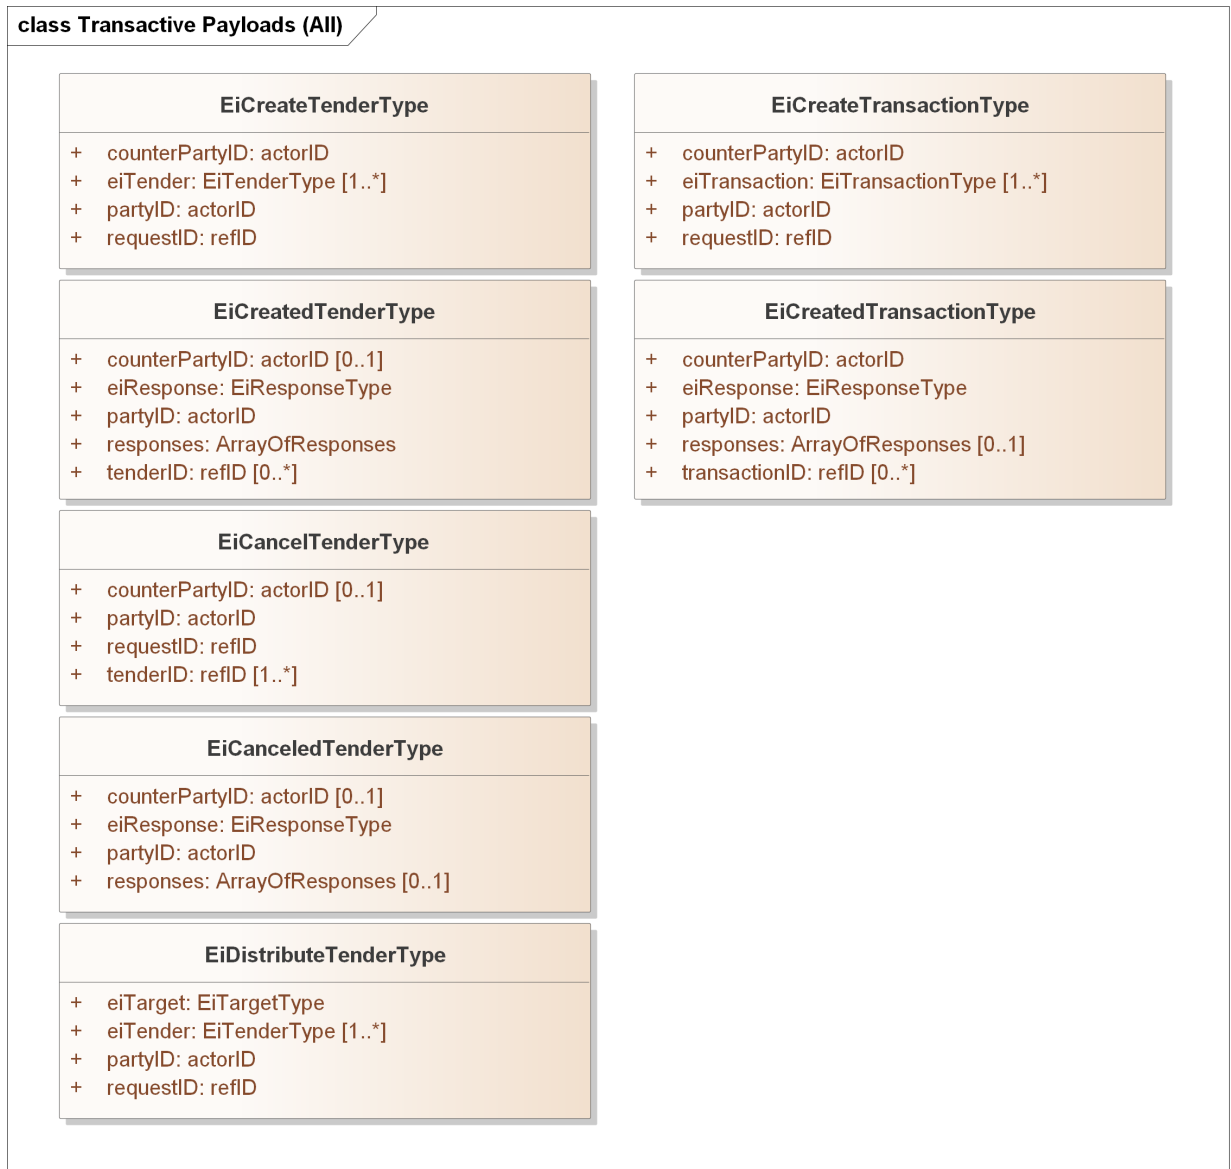 class Transactive Payloads (All)
EiCreateTenderType
+ counterPartyID: actorID
+ eiTender: EiTenderType [1..*]
+ partyID: actorID
+ requestID: refID
EiCreatedTenderType
+ counterPartyID: actorID [0..1]
+ eiResponse: EiResponseType
+ partyID: actorID
+ responses: ArrayOfResponses
+ tenderID: refID [0..*]
EiCancelTenderType
+ counterPartyID: actorID [0..1]
+ partyID: actorID
+ requestID: refID
+ tenderID: refID [1..*]
EiCanceledTenderType
+ counterPartyID: actorID [0..1]
+ eiResponse: EiResponseType
+ partyID: actorID
+ responses: ArrayOfResponses [0..1]
EiDistributeTenderType
+ eiTarget: EiTargetType
+ eiTender: EiTenderType [1..*]
+ partyID: actorID
+ requestID: refID
EiCreateTransactionType
+ counterPartyID: actorID
+ eiTransaction: EiTransactionType [1..*]
+ partyID: actorID
+ requestID: refID
EiCreatedTransactionType
+ counterPartyID: actorID
+ eiResponse: EiResponseType
+ partyID: actorID
+ responses: ArrayOfResponses [0..1]
+ transactionID: refID [0..*]